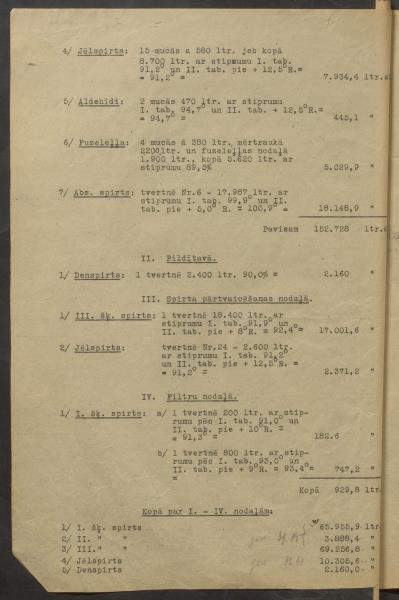 4/ Jēlspirts: 15 mucās a 580 ltr. jeb kopā
8.700 ltr. ar stiprumu I. tab.
91,2° un II. tab. pie + 12,5°R.=
= 91,2° = 7.934,4 ltr.a
5/ Aldehīdi: 2 mucās 470 ltr. ar stiprumu
I. tab. 94,7° un II. tab. + 12,5°R.=
= 94,7° = 445,1 "
6/ Fuzeleļļa: 4 mucās ā 380 ltr. mērtraukā
2200 ltr. un fuzeleļļas nodaļā
1.900 ltr., kopā 5.620 ltr. ar
stiprumu 89,5% 5.029,9 "
7/ Abs. spirts: tvertnē Nr.6 - 17.987 ltr. ar
stiprumu I. tab. 99,9° un II.
tab. pie + 5,0° R. = 100,9° = 18.148,9 "
Pavisam 152.728 ltr.a
II. Pildītavā.
1/ Denspirts: 1 tvertnē 2.400 ltr. 90,0% = 2.160 "
III. Spirta pārtvaicēšanas nodaļā.
1/ III. šķ. spirts: 1 tvertnē 18.400 ltr. ar
stiprumu I. tab. 91,9° un
II. tab. pie + 8°R. = 92,4°= 17.001,6 "
2/ Jēlspirts: tvertnē Nr.24 - 2.600 ltr.
ar stiprumu I. tab. 91,2°
un II. tab. pie + 12,5°R. =
= 91,2° = 2.371,2 "
IV. Filtru nodaļā.
1/ I. šķ. spirts: a/ 1 tvertnē 200 ltr. ar stip-
rumu pēc I. tab. 91,0° un
II. tab. pie + 10°R. =
= 91,3° = 182.6 "
b/ 1 tvertnē 800 ltr. ar stip-
rumu pēc I. tab. 93,0° un
II. tab. pie + 9°R. = 93,4°= 747,2 "
=
Kopā 929,8 ltr.
Kopā par I. - IV. nodaļām:
1/ 1. šķ. spirts 65.955,9 ltr
2/ II. " " 3.888,4 "
3/ III." " 69.256,8 "
4/ Jēlspirts 10.305,6 "
5/ Denspirts 2.160,0 "